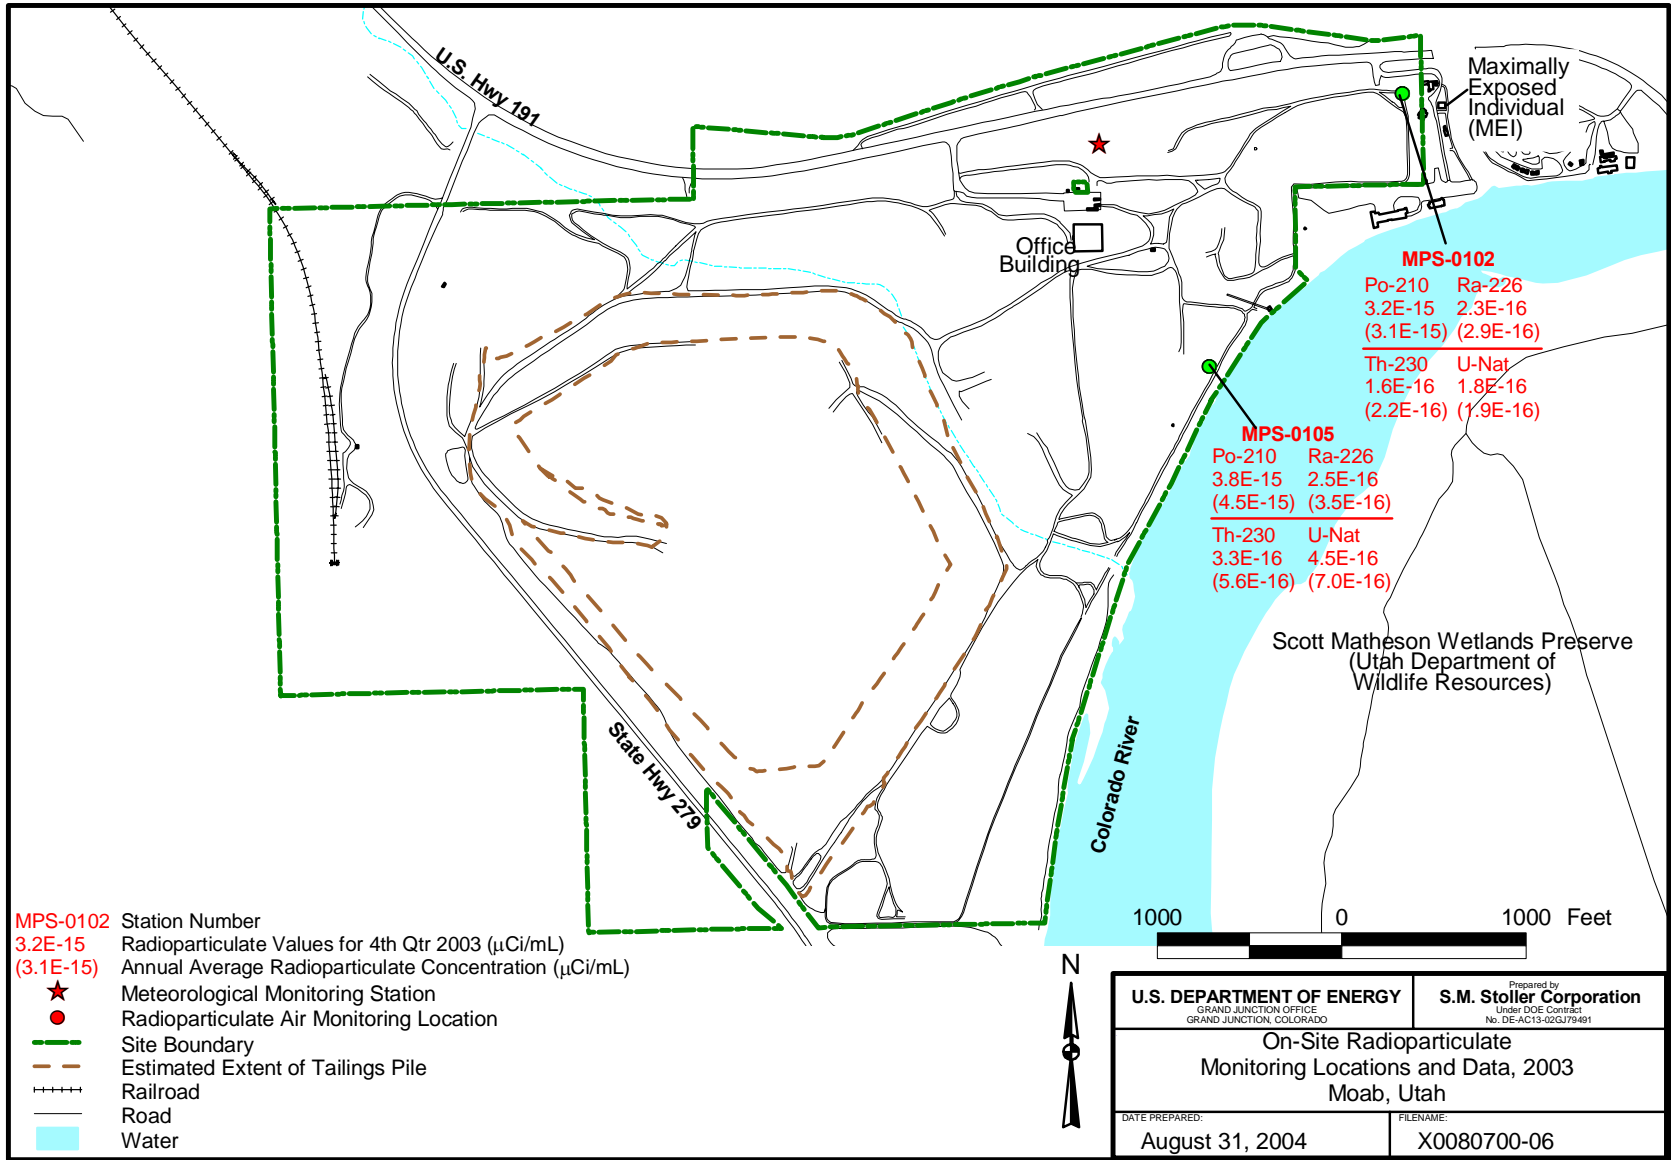 U.S. Hwy 191
Maximally
Exposed
Individual
(MEI)
Office
Building
MPS-0102
Po-210 Ra-226
3.2E-15 2.3E-16
(3.1E-15) (2.9E-16)
Th-230 U-Nat
1.6E-16 1.8E-16
(2.2E-16) (1.9E-16)
MPS-0105
Po-210 Ra-226
3.8E-15 2.5E-16
(4.5E-15) (3.5E-16)
Th-230 U-Nat
3.3E-16 4.5E-16
(5.6E-16) (7.0E-16)
Scott Matheson Wetlands Preserve
(Utah Department of
Wildlife Resources)
State Hwy 279
Colorado River
MPS-0102 Station Number
3.2E-15 Radioparticulate Values for 4th Qtr 2003 (μCi/mL)
(3.1E-15) Annual Average Radioparticulate Concentration (μCi/mL)
Meteorological Monitoring Station
Radioparticulate Air Monitoring Location
Site Boundary
Estimated Extent of Tailings Pile
Railroad
Road
Water
1000 0 1000 Feet
N
U.S. DEPARTMENT OF ENERGY
GRAND JUNCTION OFFICE
GRAND JUNCTION, COLORADO
Prepared by
S.M. Stoller Corporation
Under DOE Contract
No. DE-AC13-02GJ79491
On-Site Radioparticulate
Monitoring Locations and Data, 2003
Moab, Utah
DATE PREPARED:
August 31, 2004
FILENAME:
X0080700-06